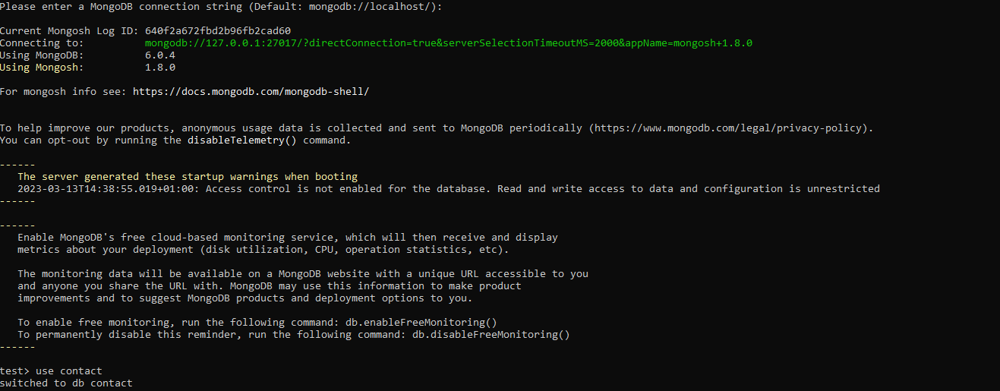 Please enter a MongoDB connection string (Default: mongodb://localhost/):
Current Mongosh Log ID: 640f2a672fbd2b96fb2cad60
Connecting to: mongodb://127.0.0.1:27017/?directConnection=true&serverSelectionTimeoutMS=2000&appName=mongosh+1.8.0
Using MongoDB: 6.0.4
Using Mongosh: 1.8.0
For mongosh info see: https://docs.mongodb.com/mongodb-shell/
To help improve our products, anonymous usage data is collected and sent to MongoDB periodically (https://www.mongodb.com/legal/privacy-policy).
You can opt-out by running the disableTelemetry() command.
------
The server generated these startup warnings when booting
2023-03-13T14:38:55.019+01:00: Access control is not enabled for the database. Read and write access to data and configuration is unrestricted
------
------
Enable MongoDB's free cloud-based monitoring service, which will then receive and display
metrics about your deployment (disk utilization, CPU, operation statistics, etc).
The monitoring data will be available on a MongoDB website with a unique URL accessible to you
and anyone you share the URL with. MongoDB may use this information to make product
improvements and to suggest MongoDB products and deployment options to you.
To enable free monitoring, run the following command: db.enableFreeMonitoring()
To permanently disable this reminder, run the following command: db.disableFreeMonitoring()
------
test> use contact
switched to db contact